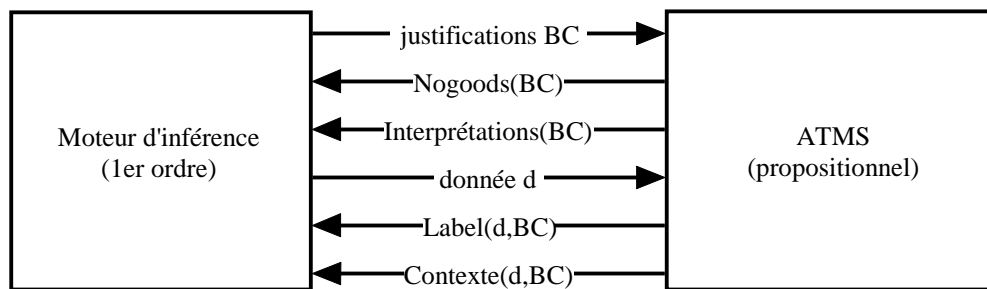 justifications BC
Nogoods(BC)
Moteur d'inférence
(1er ordre)
Interprétations(BC)
ATMS
(propositionnel)
donnée d
Label(d,BC)
Contexte(d,BC)